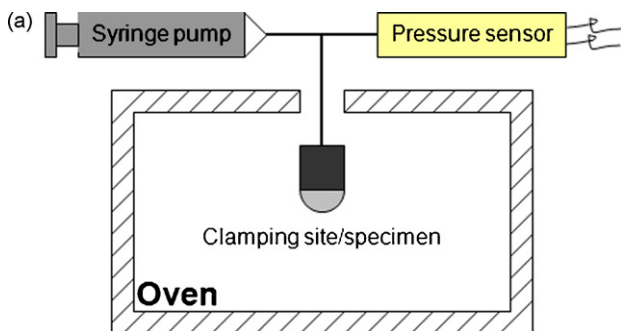 (a)
Syringe pump
Pressure sensor
Clamping site/specimen
Oven